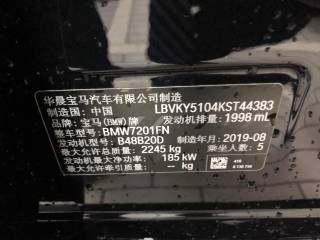 华晨宝马汽车有限公司制造
制造国：中国 LBVKY5104KST44383
品牌：宝马(BMW)牌 发动机排量：1998 mL
整车型号：BMW7201FN
发动机型号：B48B20D 制造年月：2019-08
最大允许总质量：2245 kg 乘坐人数：5
发动机最大净功率：185 kW
最大允许牵引质量：-- kg